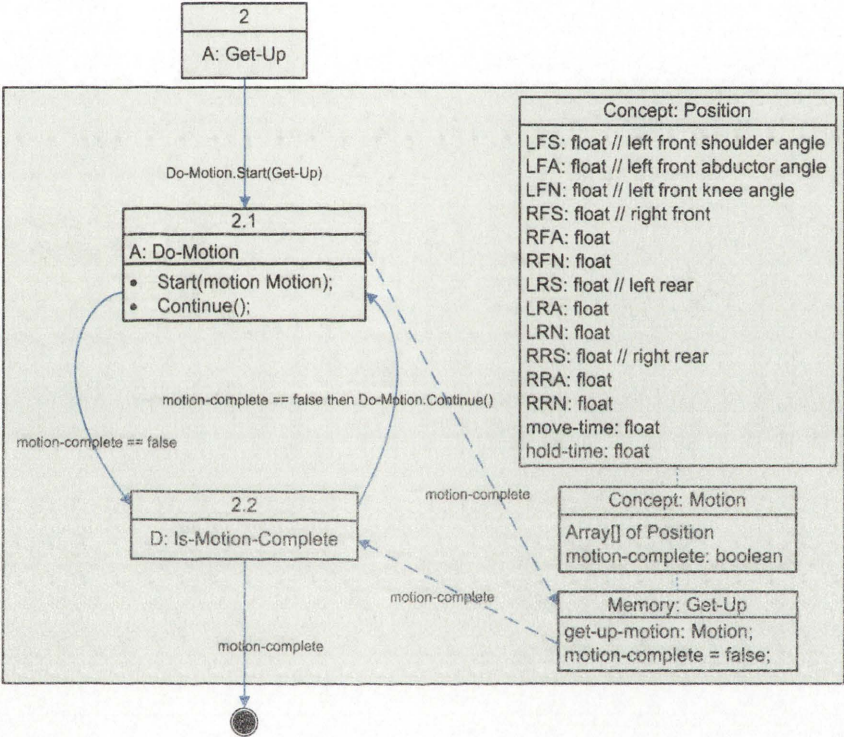 2
A: Get-Up
Do-Motion.Start(Get-Up)
2.1
A: Do-Motion
• Start(motion Motion);
• Continue();
motion-complete == false then Do-Motion.Continue()
motion-complete == false
2.2
D: Is-Motion-Complete
motion-complete
motion-complete
motion-complete
Concept: Position
LFS: float // left front shoulder angle
LFA: float // left front abductor angle
LFN: float // left front knee angle
RFS: float // right front
RFA: float
RFN: float
LRS: float // left rear
LRA: float
LRN: float
RRS: float // right rear
RRA: float
RRN: float
move-time: float
hold-time: float
Concept: Motion
Array[] of Position
motion-complete: boolean
Memory: Get-Up
get-up-motion: Motion;
motion-complete = false;